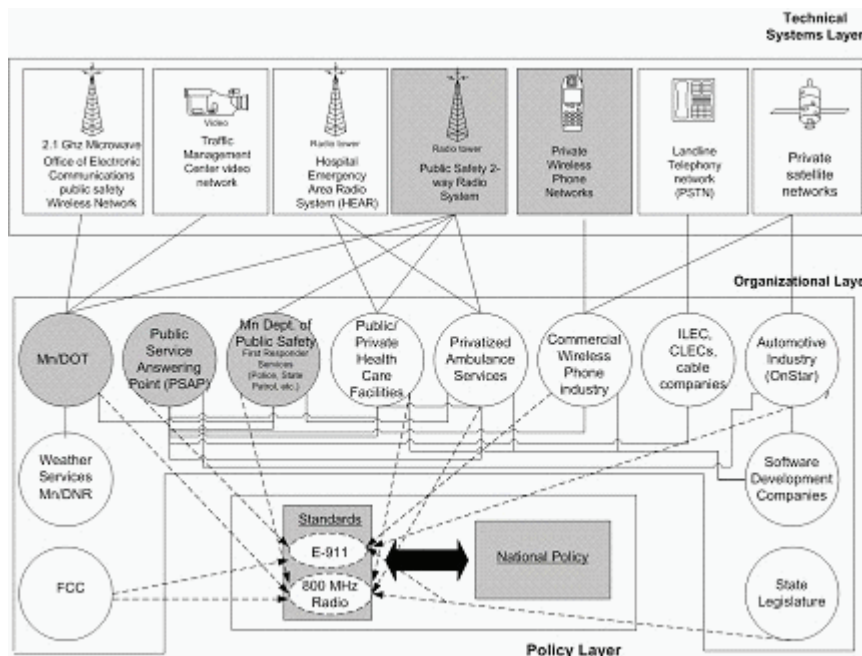 Technical
Systems Layer
2.1 Ghz Microwave
Office of Electronic
Communications
public safety
Wireless Network
Video
Traffic
Management
Center video
network
Radio tower
Hospital
Emergency
Area Radio
System (HEAR)
Radio tower
Public Safety 2-
way Radio
System
Private
Wireless
Phone
Networks
Landline
Telephony
network
(PSTN)
Private
satellite
networks
Organizational Laye
Mn/DOT
Public
Service
Answering
Point (PSAP)
Mn Dept. of
Public Safety
First Responder
Services
(Police, State
Patrol, etc.)
Public/
Private
Health
Care
Facilities
Privatized
Ambulance
Services
Commercial
Wireless
Phone
industry
ILEC,
CLECs,
cable
companies
Automotive
Industry
(OnStar)
Weather
Services
Mn/DNR
Software
Development
Companies
Standards
E-911
800 MHz
Radio
National Policy
FCC
State
Legislature
Policy Layer